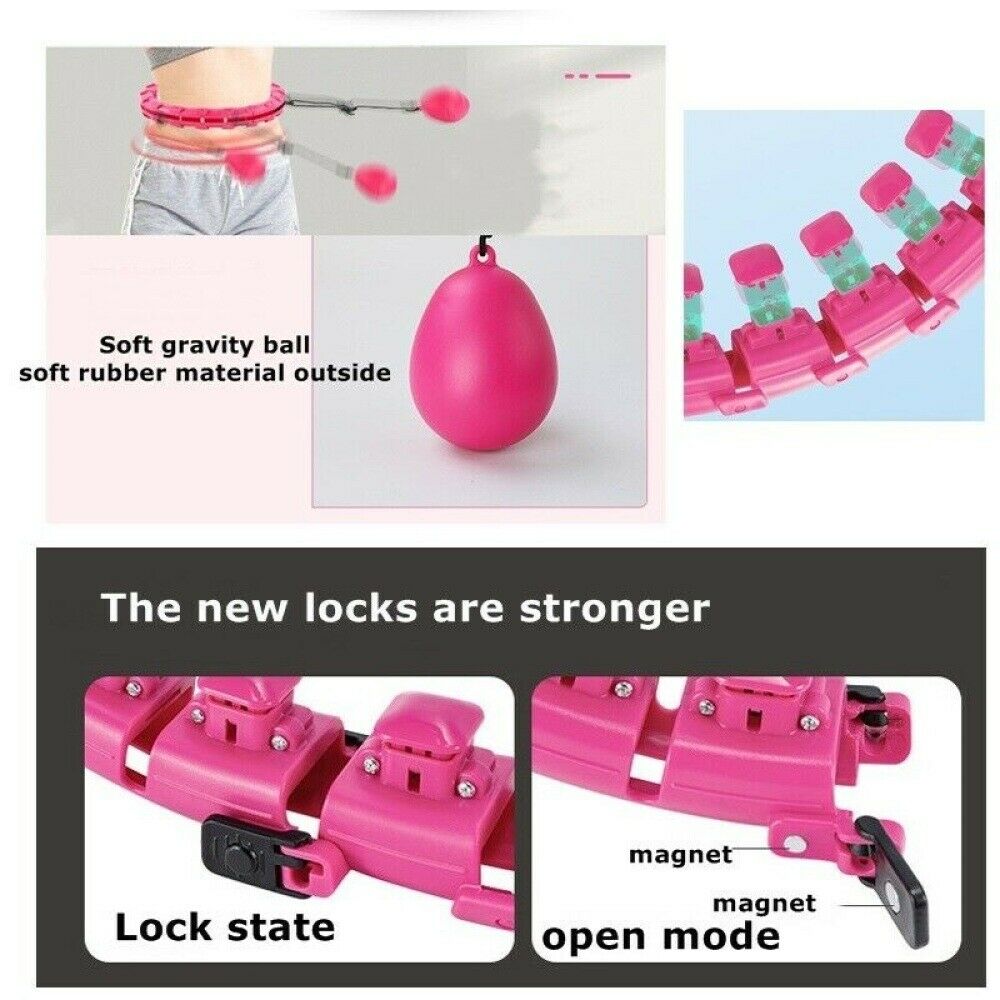 Soft gravity ball
soft rubber material outside
The new locks are stronger
magnet
magnet
Lock state
open mode